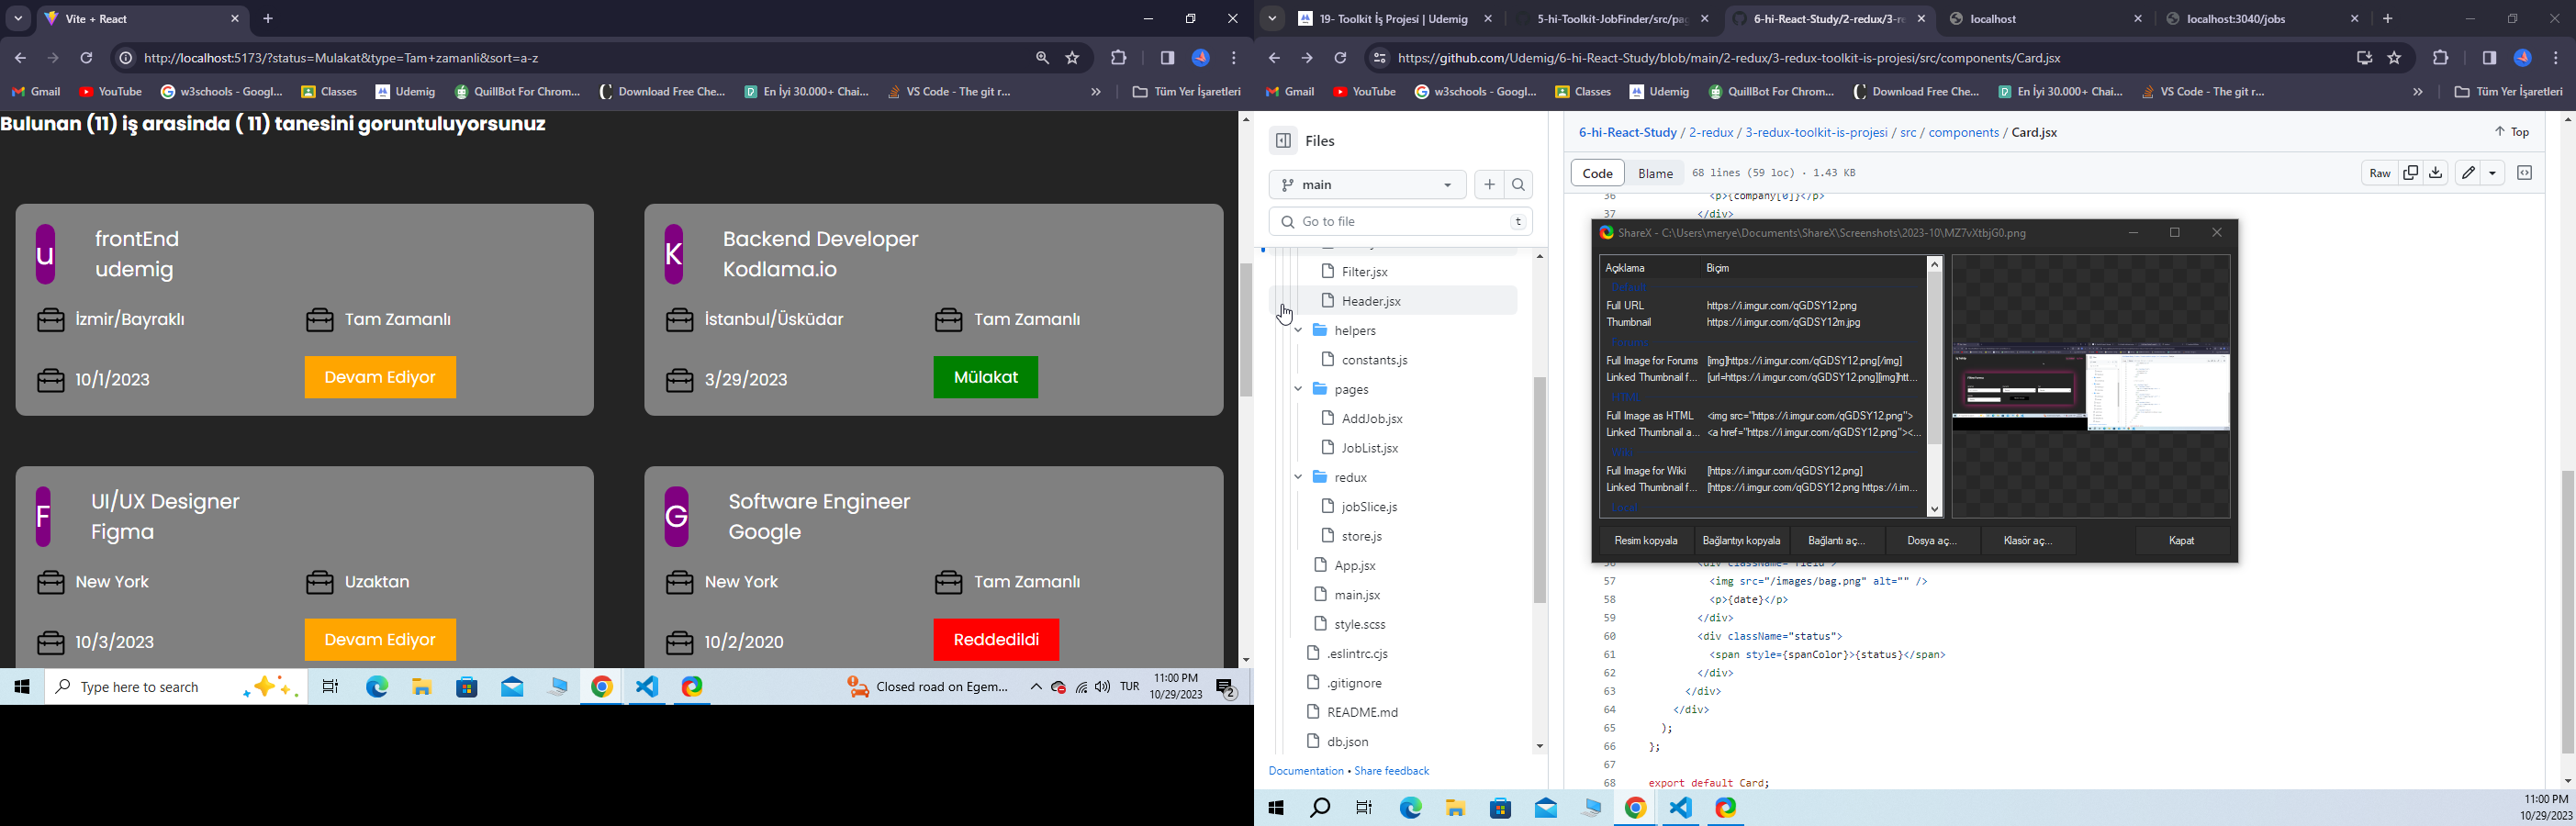 Vite + React
http://localhost:5173/?status=Mulakat&type=Tam+zamanli&sort=a-z
Gmail
YouTube
w3schools - Googl...
Classes
Udemig
QuillBot For Chrom...
Download Free Che...
En İyi 30.000+ Chai...
VS Code - The git r...
»
Tüm Yer İşaretleri
Bulunan (11) iş arasinda ( 11) tanesini goruntuluyorsunuz
u
frontEnd
udemig
İzmir/Bayraklı
Tam Zamanlı
10/1/2023
Devam Ediyor
K
Backend Developer
Kodlama.io
İstanbul/Üsküdar
Tam Zamanlı
3/29/2023
Mülakat
F
UI/UX Designer
Figma
New York
Uzaktan
10/3/2023
Devam Ediyor
G
Software Engineer
Google
New York
Tam Zamanlı
10/2/2020
Reddedildi
Type here to search
Closed road on Egem...
TUR
11:00 PM
10/29/2023
2
19- Toolkit İş Projesi | Udemig
5-hi-Toolkit-JobFinder/src/pag
6-hi-React-Study/2-redux/3-re
localhost
localhost:3040/jobs
https://github.com/Udemig/6-hi-React-Study/blob/main/2-redux/3-redux-toolkit-is-projesi/src/components/Card.jsx
Gmail
YouTube
w3schools - Googl...
Classes
Udemig
QuillBot For Chrom...
Download Free Che...
En İyi 30.000+ Chai...
VS Code - The git r...
»
Tüm Yer İşaretleri
Files
main
Go to file
t
Filter.jsx
Header.jsx
helpers
constants.js
pages
AddJob.jsx
JobList.jsx
redux
jobSlice.js
store.js
App.jsx
main.jsx
style.scss
.eslintrc.cjs
.gitignore
README.md
db.json
Documentation • Share feedback
6-hi-React-Study / 2-redux / 3-redux-toolkit-is-projesi / src / components / Card.jsx
Top
Code
Blame
68 lines (59 loc) · 1.43 KB
Raw
36 <p>{company[0]}</p>
37 </div>
ShareX - C:\Users\merye\Documents\ShareX\Screenshots\2023-10\MZ7vXtbjG0.png
Açıklama
Biçim
Full URL
https://i.imgur.com/qGDSY12.png
Thumbnail
https://i.imgur.com/qGDSY12m.jpg
Full Image for Forums
[img]https://i.imgur.com/qGDSY12.png[/img]
Linked Thumbnail f...
[url=https://i.imgur.com/qGDSY12.png][img]htt...
HTML
Full Image as HTML
<img src="https://i.imgur.com/qGDSY12.png">
Linked Thumbnail a...
<a href="https://i.imgur.com/qGDSY12.png"><...
Wiki
Full Image for Wiki
[https://i.imgur.com/qGDSY12.png]
Linked Thumbnail f...
[https://i.imgur.com/qGDSY12.png https://i.im...
Local
Resim kopyala
Bağlantıyı kopyala
Bağlantı aç...
Dosya aç...
Klasör aç...
Kapat
56 <div className="field">
57 <img src="/images/bag.png" alt="" />
58 <p>{date}</p>
59 </div>
60 <div className="status">
61 <span style={spanColor}>{status}</span>
62 </div>
63 </div>
64 </div>
65 );
66 };
67
68 export default Card;
11:00 PM
10/29/2023